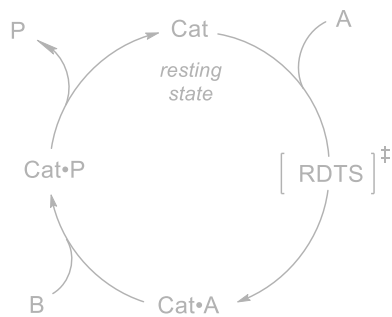 P
Cat
A
resting
state
Cat•P
[ RDTS ]‡
B
Cat•A